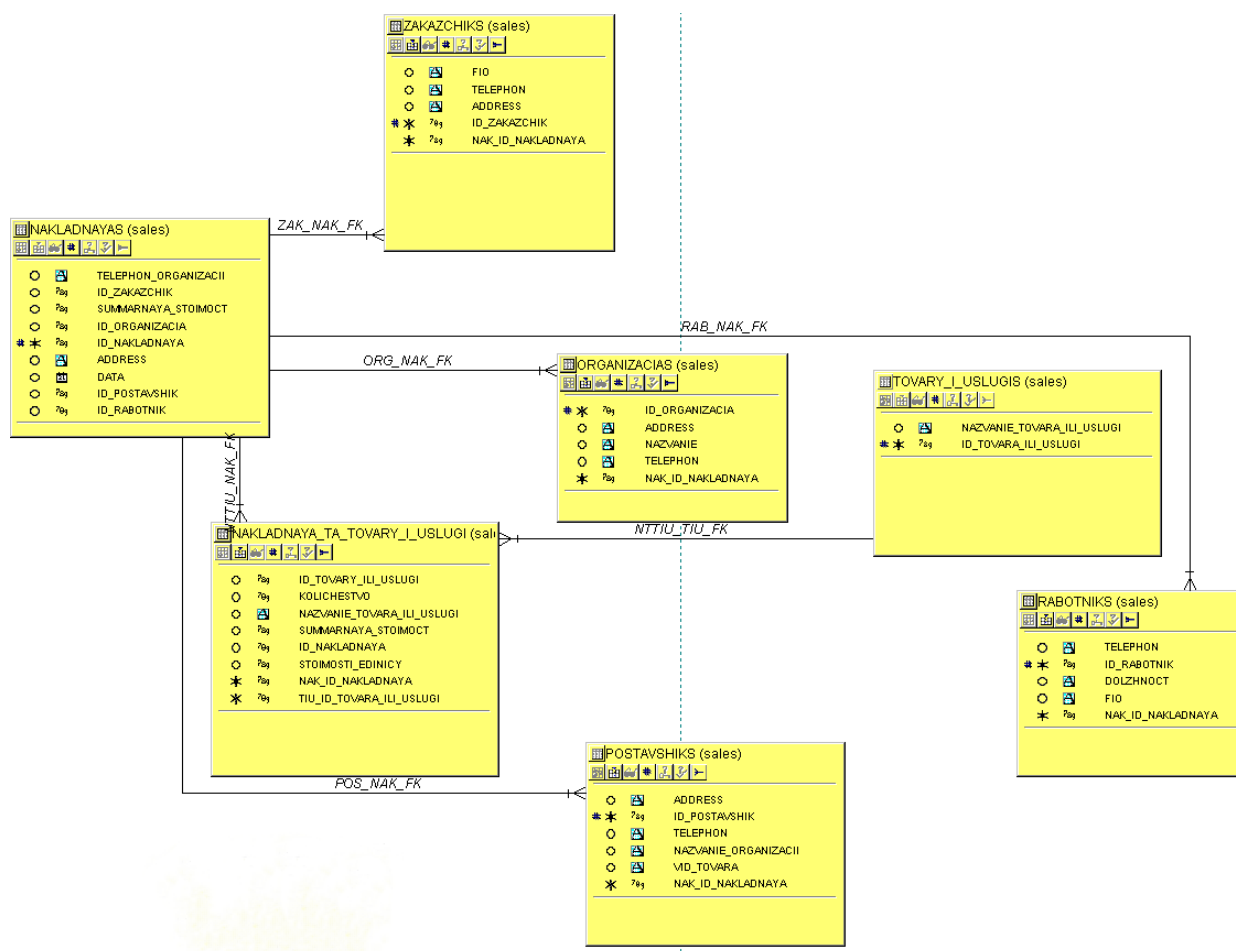 ZAKAZCHIKS (sales)
FIO
TELEPHON
ADDRESS
# ID_ZAKAZCHIK
NAK_ID_NAKLADNAYA
ZAK_NAK_FK
NAKLADNAYAS (sales)
TELEPHON_ORGANIZACII
ID_ZAKAZCHIK
SUMMARNAYA_STOIMOCT
ID_ORGANIZACIA
# ID_NAKLADNAYA
ADDRESS
DATA
ID_POSTAVSHIK
ID_RABOTNIK
RAB_NAK_FK
ORG_NAK_FK
ORGANIZACIAS (sales)
# ID_ORGANIZACIA
ADDRESS
NAZVANIE
TELEPHON
NAK_ID_NAKLADNAYA
TOVARY_I_USLUGIS (sales)
NAZVANIE_TOVARA_ILI_USLUGI
# ID_TOVARA_ILI_USLUGI
NTTIU_NAK_FK
NTTIU_TIU_FK
NAKLADNAYA_TA_TOVARY_I_USLUGI (sal
ID_TOVARY_ILI_USLUGI
KOLICHESTVO
NAZVANIE_TOVARA_ILI_USLUGI
SUMMARNAYA_STOIMOCT
ID_NAKLADNAYA
STOIMOSTI_EDINICY
NAK_ID_NAKLADNAYA
TIU_ID_TOVARA_ILI_USLUGI
RABOTNIKS (sales)
TELEPHON
# ID_RABOTNIK
DOLZHNOCT
FIO
NAK_ID_NAKLADNAYA
POS_NAK_FK
POSTAVSHIKS (sales)
ADDRESS
# ID_POSTAVSHIK
TELEPHON
NAZVANIE_ORGANIZACII
VID_TOVARA
NAK_ID_NAKLADNAYA